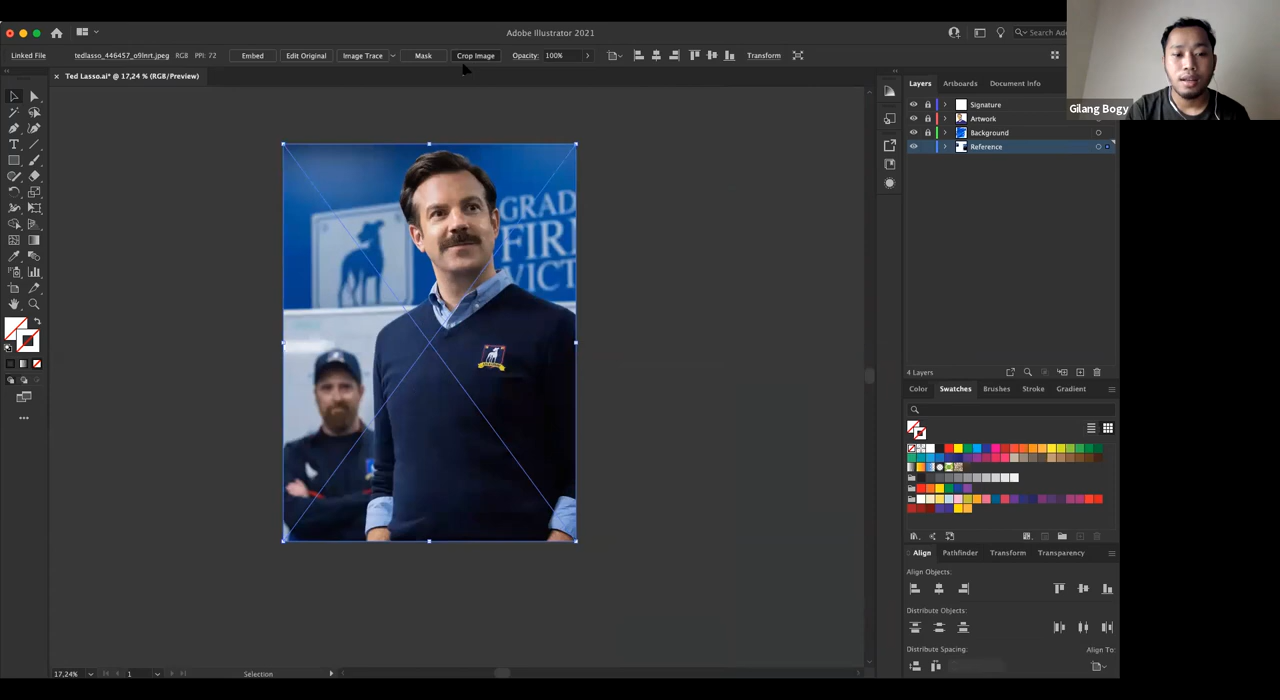 Adobe Illustrator 2021
Linked File tedlasso_446457_o9lnrt.jpeg RGB PPI: 72 Embed Edit Original Image Trace Mask Crop Image Opacity: 100% Transform
× Ted Lasso.ai* @ 17,24 % (RGB/Preview)
Gilang Bogy
Layers Artboards Document Info
Signature
Artwork
Background
Reference
GRAD
FIR
VICT
4 Layers
Color Swatches Brushes Stroke Gradient
Align Pathfinder Transform Transparency
Align Objects:
Distribute Objects:
Distribute Spacing: Align To:
17,24% 1 Selection